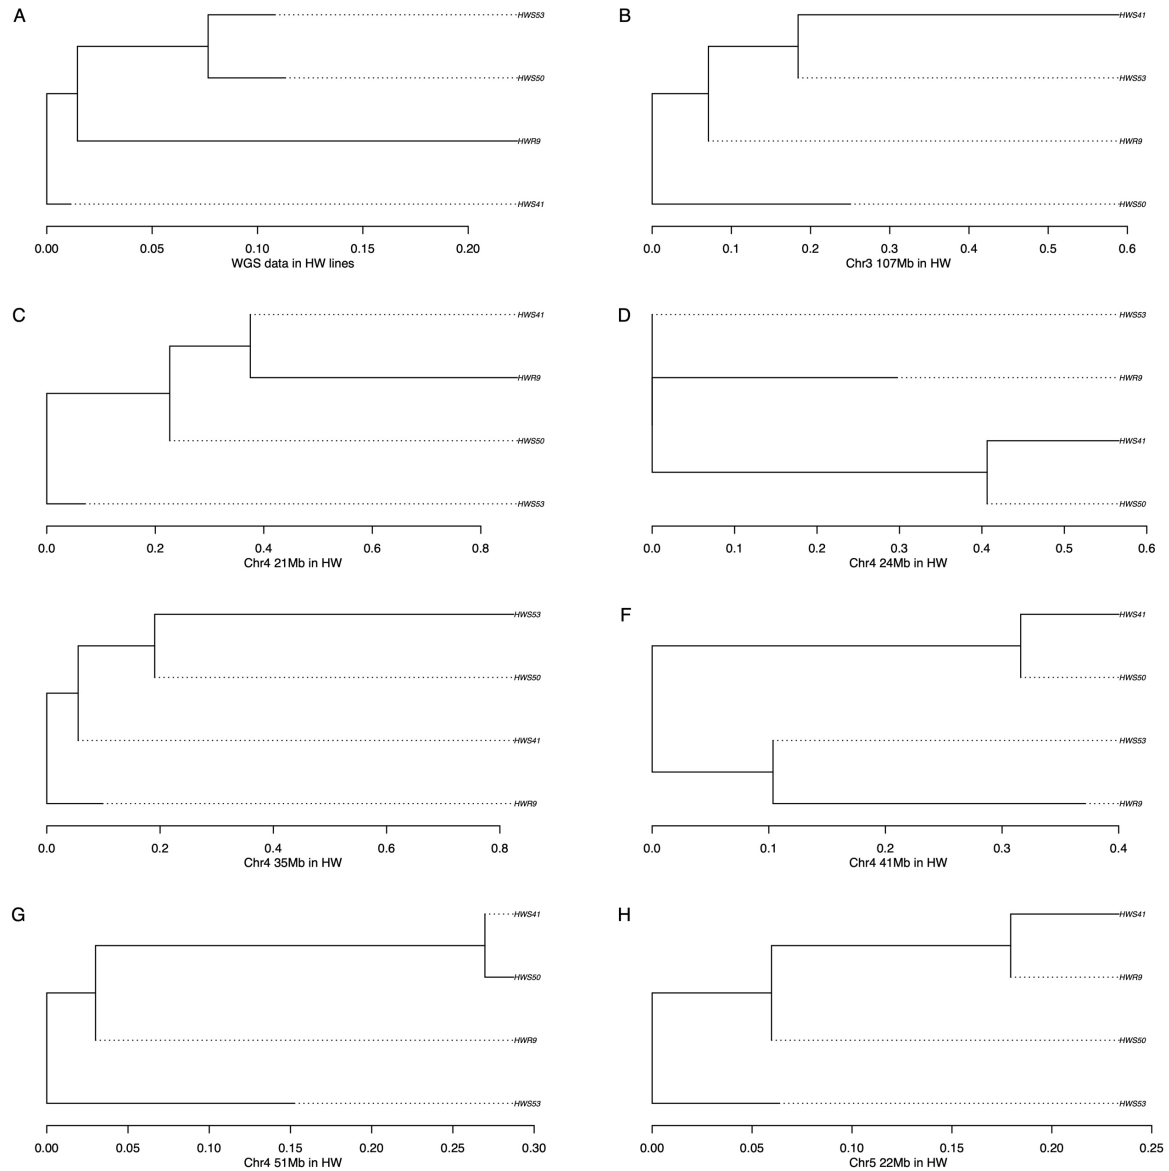 A
HWS53
HWS50
HWR9
HWS41
0.00 0.05 0.10 0.15 0.20
WGS data in HW lines
B
HWS41
HWS53
HWR9
HWS50
0.0 0.1 0.2 0.3 0.4 0.5 0.6
Chr3 107Mb in HW
C
HWS41
HWR9
HWS50
HWS53
0.0 0.2 0.4 0.6 0.8
Chr4 21Mb in HW
D
HWS53
HWR9
HWS41
HWS50
0.0 0.1 0.2 0.3 0.4 0.5 0.6
Chr4 24Mb in HW
HWS53
HWS50
HWS41
HWR9
0.0 0.2 0.4 0.6 0.8
Chr4 35Mb in HW
F
HWS41
HWS50
HWS53
HWR9
0.0 0.1 0.2 0.3 0.4
Chr4 41Mb in HW
G
HWS41
HWS50
HWR9
HWS53
0.00 0.05 0.10 0.15 0.20 0.25 0.30
Chr4 51Mb in HW
H
HWS41
HWR9
HWS50
HWS53
0.00 0.05 0.10 0.15 0.20 0.25
Chr5 22Mb in HW